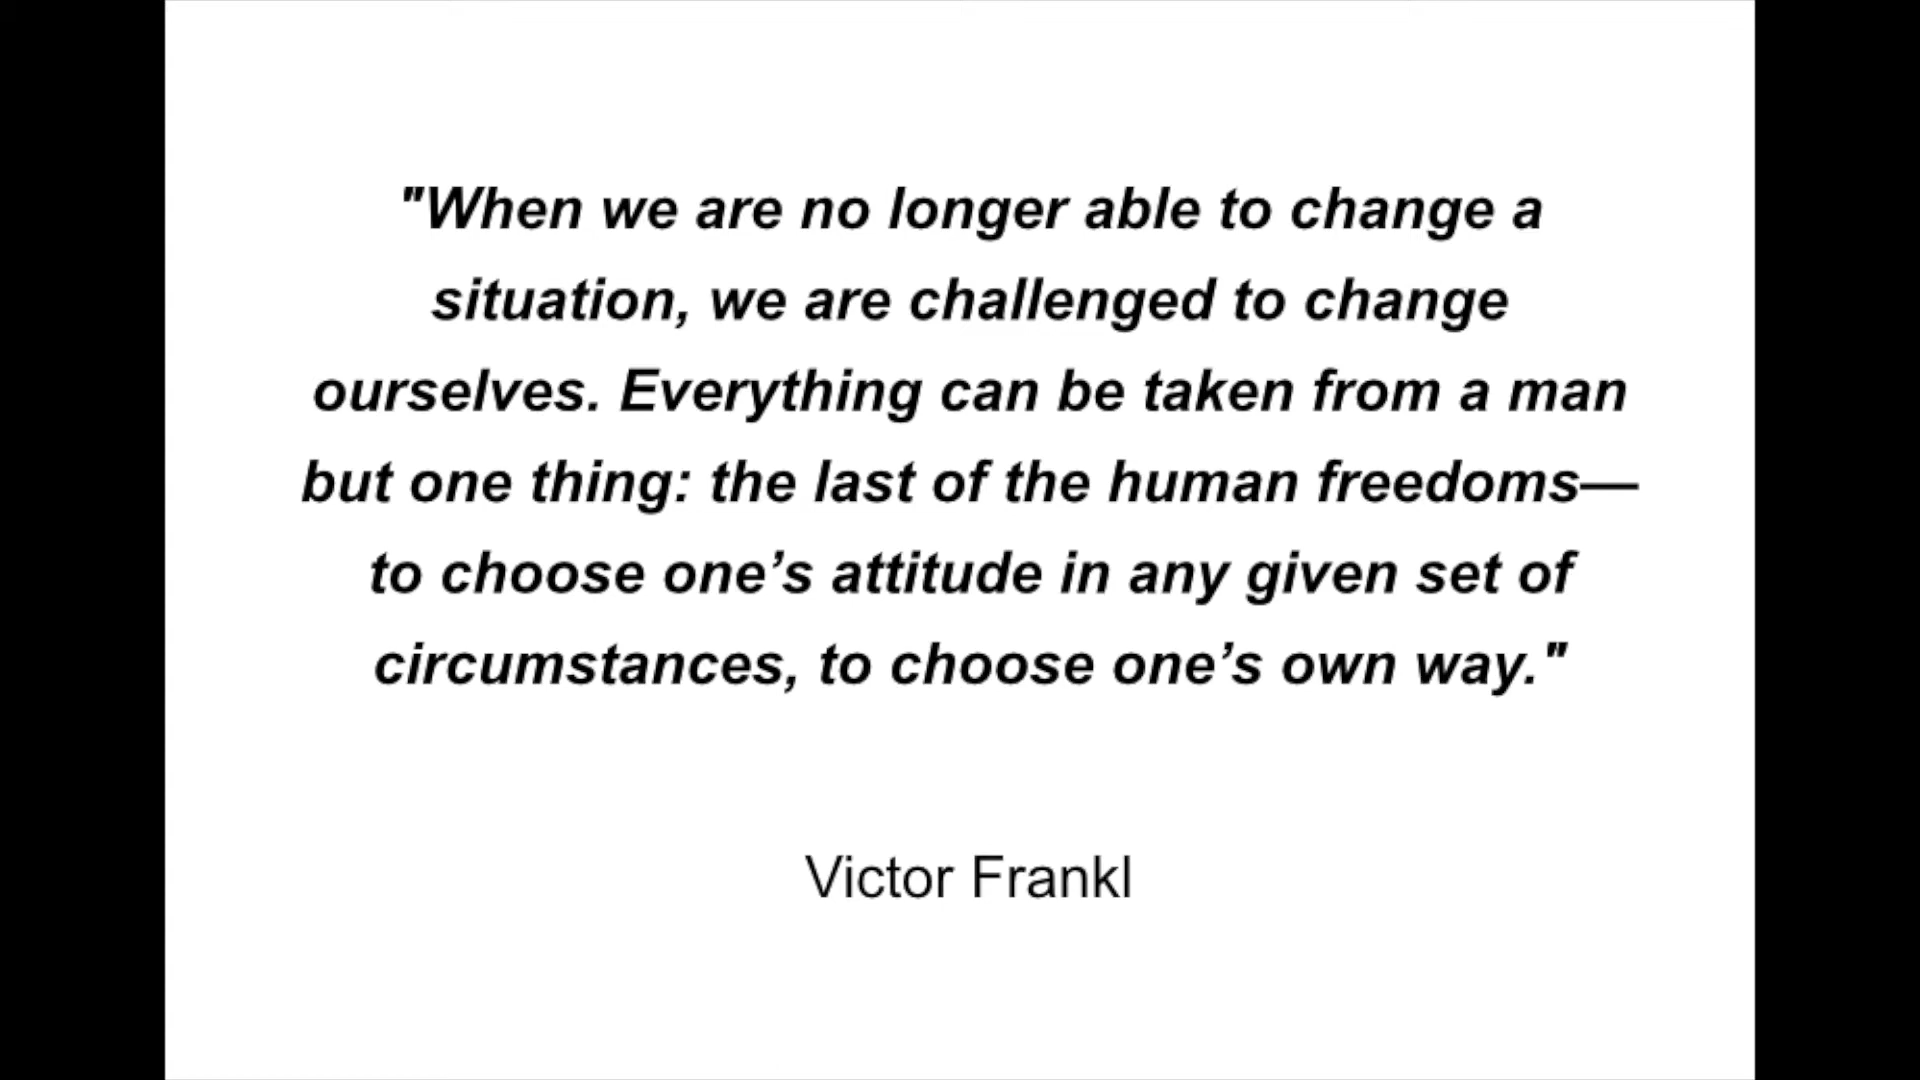 "When we are no longer able to change a
situation, we are challenged to change
ourselves. Everything can be taken from a man
but one thing: the last of the human freedoms—
to choose one’s attitude in any given set of
circumstances, to choose one’s own way."
Victor Frankl